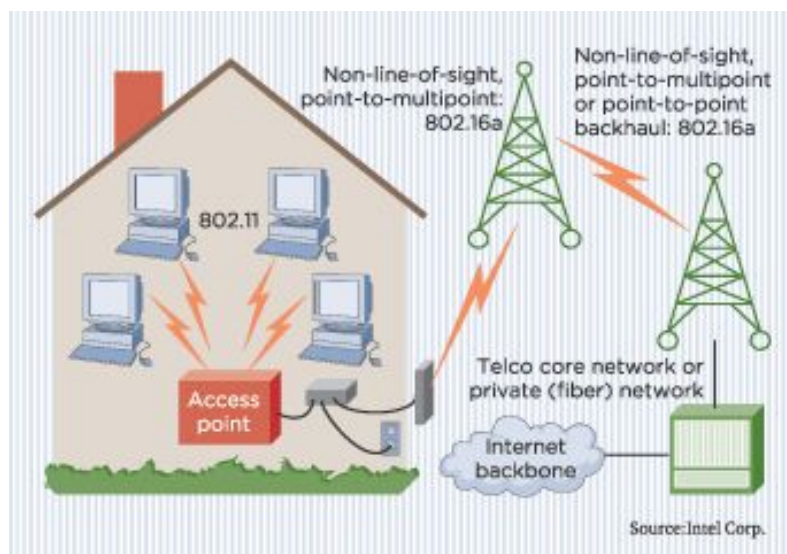 Non-line-of-sight,
point-to-multipoint:
802.16a
Non-line-of-sight,
point-to-multipoint
or point-to-point
backhaul: 802.16a
802.11
Access
point
Telco core network or
private (fiber) network
Internet
backbone
Source:Intel Corp.